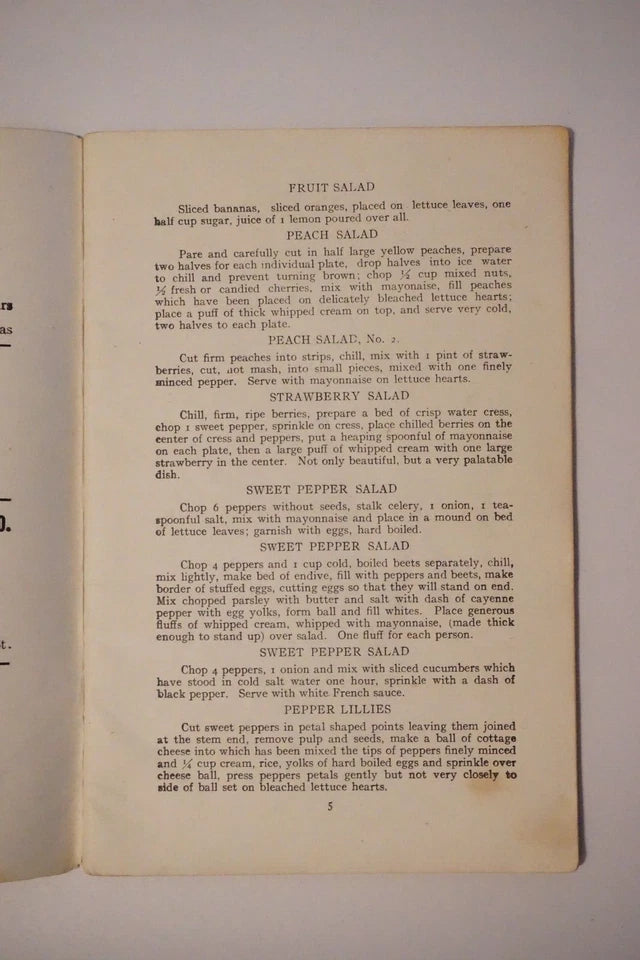 FRUIT SALAD
Sliced bananas, sliced oranges, placed on lettuce leaves, one
half cup sugar, juice of 1 lemon poured over all.
PEACH SALAD
Pare and carefully cut in half large yellow peaches, prepare
two halves for each individual plate, drop halves into ice water
to chill and prevent turning brown; chop ½ cup mixed nuts,
½ fresh or candied cherries, mix with mayonaise, fill peaches
which have been placed on delicately bleached lettuce hearts;
place a puff of thick whipped cream on top, and serve very cold,
two halves to each plate.
PEACH SALAD, No. 2.
Cut firm peaches into strips, chill, mix with 1 pint of straw-
berries, cut, not mash, into small pieces, mixed with one finely
minced pepper. Serve with mayonnaise on lettuce hearts.
STRAWBERRY SALAD
Chill, firm, ripe berries, prepare a bed of crisp water cress,
chop 1 sweet pepper, sprinkle on cress, place chilled berries on the
center of cress and peppers, put a heaping spoonful of mayonnaise
on each plate, then a large puff of whipped cream with one large
strawberry in the center. Not only beautiful, but a very palatable
dish.
SWEET PEPPER SALAD
Chop 6 peppers without seeds, stalk celery, 1 onion, 1 tea-
spoonful salt, mix with mayonnaise and place in a mound on bed
of lettuce leaves; garnish with eggs, hard boiled.
SWEET PEPPER SALAD
Chop 4 peppers and 1 cup cold, boiled beets separately, chill,
mix lightly, make bed of endive, fill with peppers and beets, make
border of stuffed eggs, cutting eggs so that they will stand on end.
Mix chopped parsley with butter and salt with dash of cayenne
pepper with egg yolks, form ball and fill whites. Place generous
fluffs of whipped cream, whipped with mayonnaise, (made thick
enough to stand up) over salad. One fluff for each person.
SWEET PEPPER SALAD
Chop 4 peppers, 1 onion and mix with sliced cucumbers which
have stood in cold salt water one hour, sprinkle with a dash of
black pepper. Serve with white French sauce.
PEPPER LILLIES
Cut sweet peppers in petal shaped points leaving them joined
at the stem end, remove pulp and seeds, make a ball of cottage
cheese into which has been mixed the tips of peppers finely minced
and ¼ cup cream, rice, yolks of hard boiled eggs and sprinkle over
cheese ball, press peppers petals gently but not very closely to
side of ball set on bleached lettuce hearts.
5